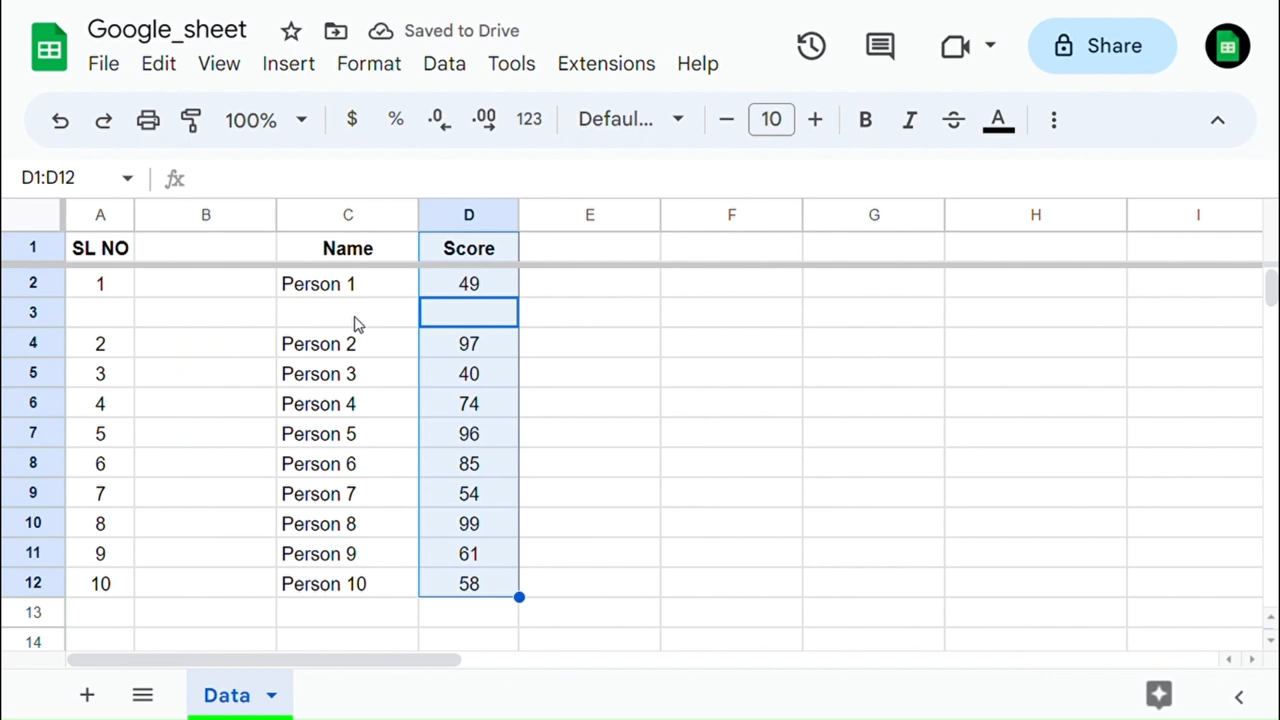 Google_sheet Saved to Drive
File Edit View Insert Format Data Tools Extensions Help
Share
100% $ % .0 .00 123 Defaul... 10 B I S A
D1:D12 fx
A B C D E F G H I
1 SL NO Name Score
2 1 Person 1 49
3
4 2 Person 2 97
5 3 Person 3 40
6 4 Person 4 74
7 5 Person 5 96
8 6 Person 6 85
9 7 Person 7 54
10 8 Person 8 99
11 9 Person 9 61
12 10 Person 10 58
13
14
+ Data